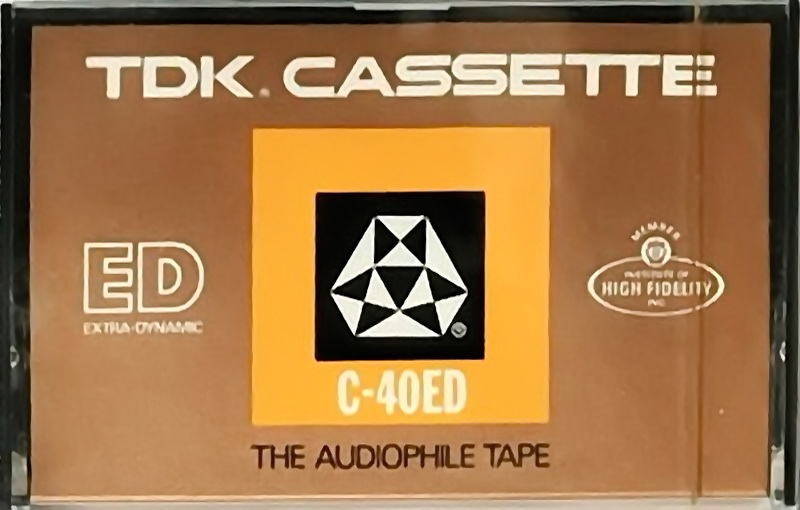 TDK CASSETTE
C-40ED
ED
EXTRA-DYNAMIC
MEMBER
INSTITUTE OF
HIGH FIDELITY
INC.
THE AUDIOPHILE TAPE